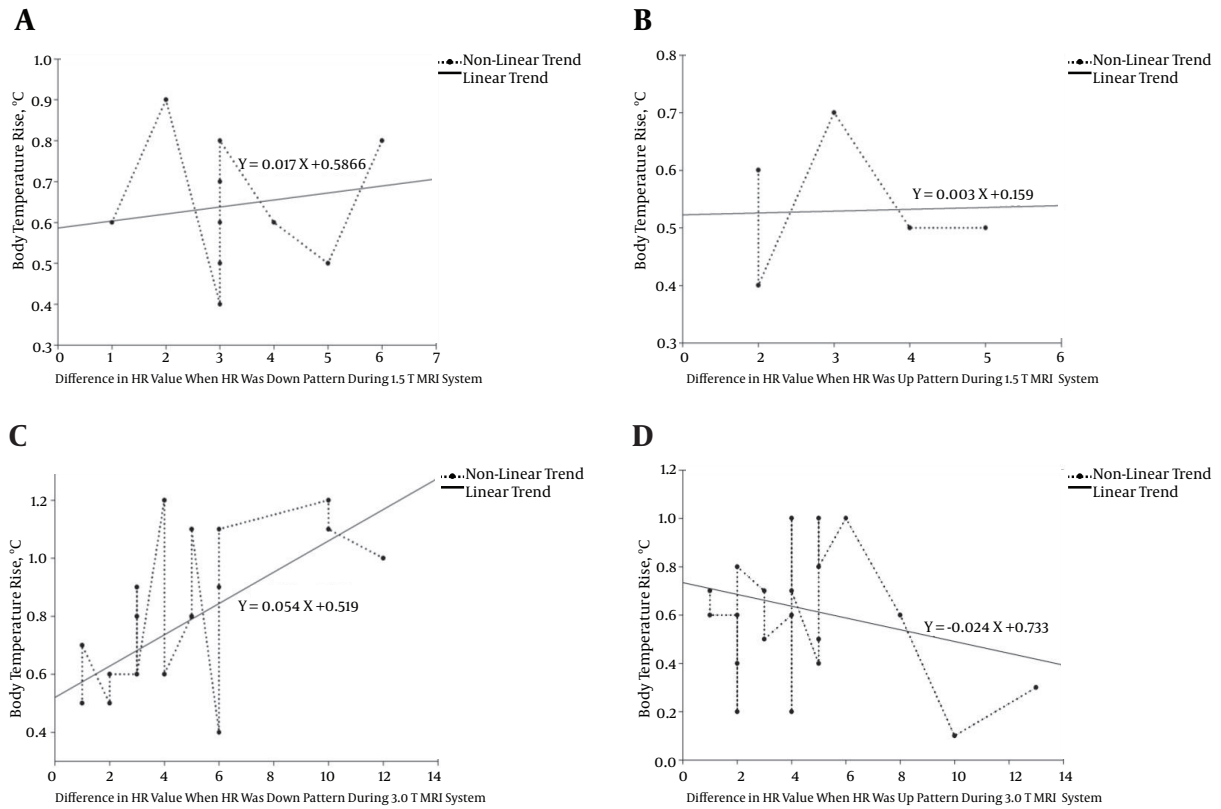 A
Non-Linear Trend
Linear Trend
Body Temperature Rise, °C
1.0
0.9
0.8
0.7
0.6
0.5
0.4
0.3
Y = 0.017 X + 0.5866
0 1 2 3 4 5 6 7
Difference in HR Value When HR Was Down Pattern During 1.5 T MRI System
B
Non-Linear Trend
Linear Trend
Body Temperature Rise, °C
0.8
0.7
0.6
0.5
0.4
0.3
Y = 0.003 X + 0.159
0 2 3 4 5 6
Difference in HR Value When HR Was Up Pattern During 1.5 T MRI System
C
Non-Linear Trend
Linear Trend
Body Temperature Rise, °C
1.2
1.0
0.8
0.6
0.4
Y = 0.054 X + 0.519
0 2 4 6 8 10 12 14
Difference in HR Value When HR Was Down Pattern During 3.0 T MRI System
D
Non-Linear Trend
Linear Trend
Body Temperature Rise, °C
1.2
1.0
0.8
0.6
0.4
0.2
0.0
Y = -0.024 X + 0.733
0 2 4 6 8 10 12 14
Difference in HR Value When HR Was Up Pattern During 3.0 T MRI System